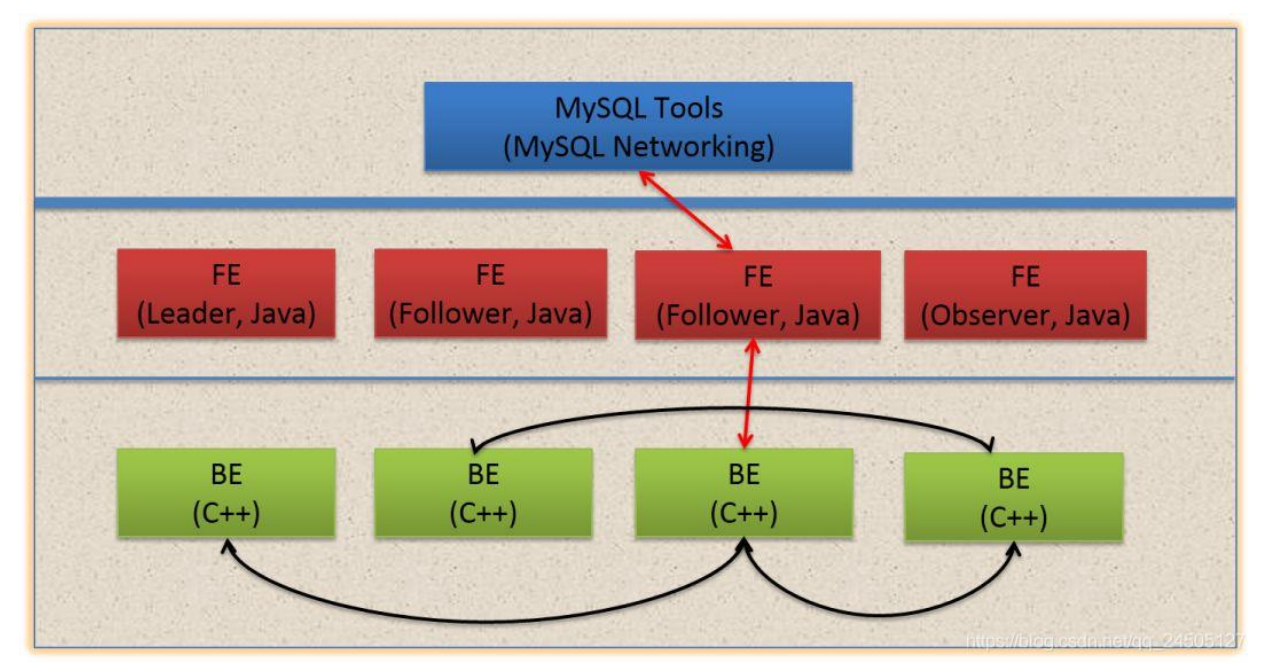 MySQL Tools
(MySQL Networking)
FE
(Leader, Java)
FE
(Follower, Java)
FE
(Follower, Java)
FE
(Observer, Java)
BE
(C++)
BE
(C++)
BE
(C++)
BE
(C++)
https://blog.csdn.net/qq_24505127